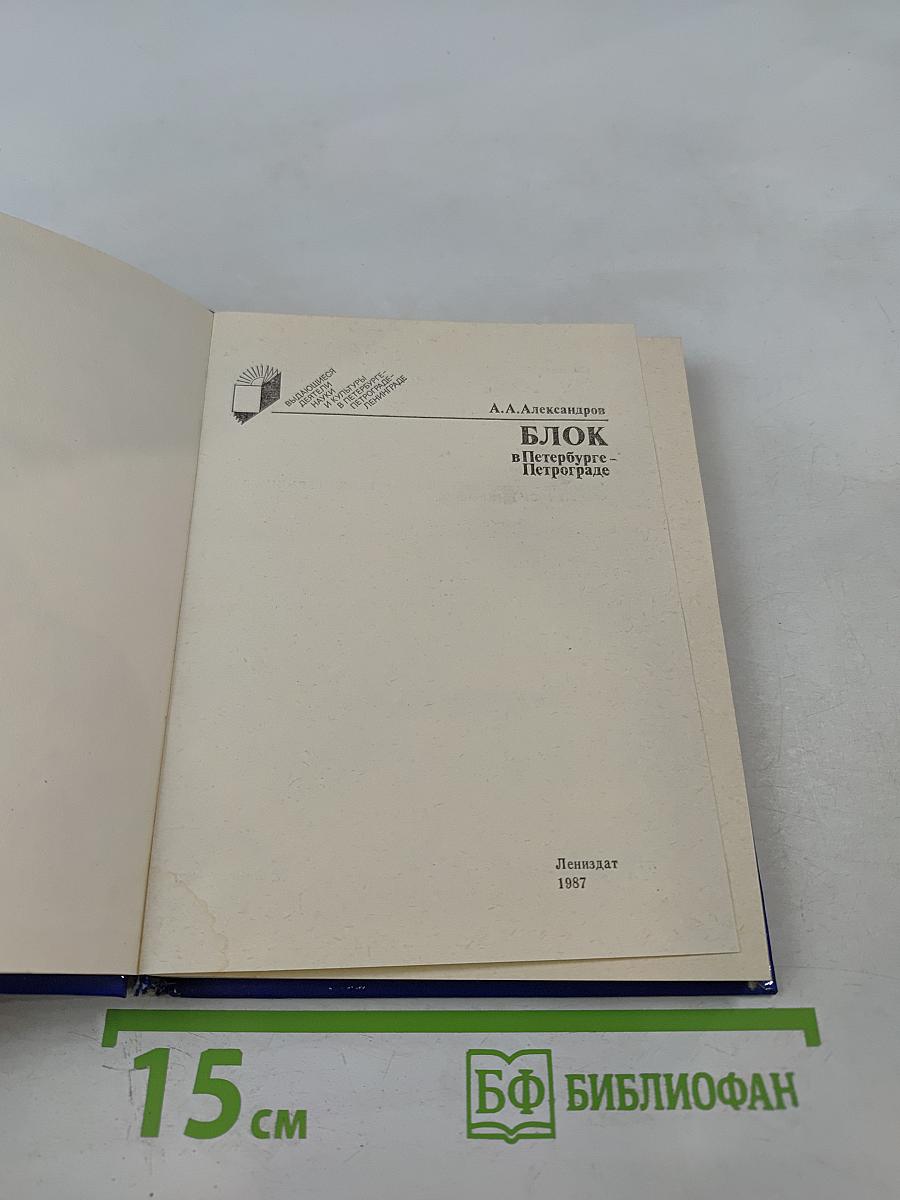 ВЫДАЮЩИЕСЯ
ДЕЯТЕЛИ
НАУКИ
И КУЛЬТУРЫ
В ПЕТЕРБУРГЕ–
ПЕТРОГРАДЕ–
ЛЕНИНГРАДЕ
А.А.Александров
БЛОК
в Петербурге –
Петрограде
Лениздат
1987
15 см
БФ БИБЛИОФАН